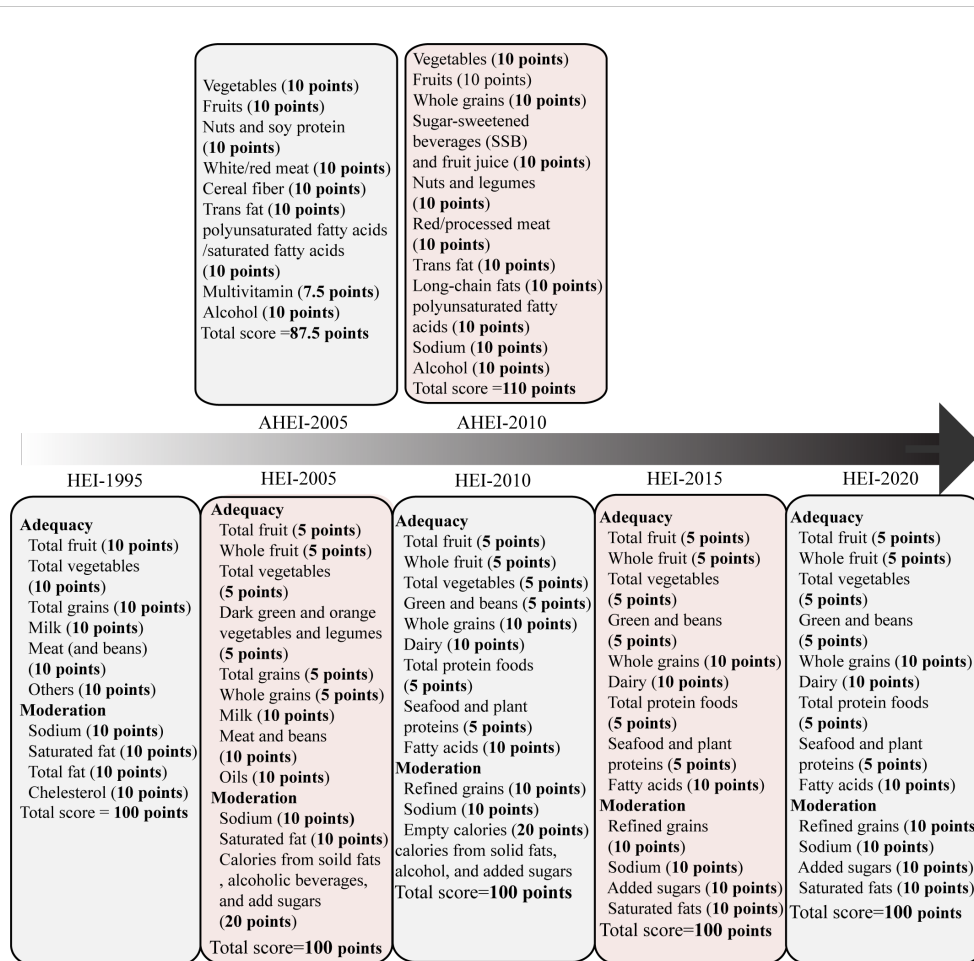 Vegetables (10 points)
Fruits (10 points)
Nuts and soy protein
(10 points)
White/red meat (10 points)
Cereal fiber (10 points)
Trans fat (10 points)
polyunsaturated fatty acids
/saturated fatty acids
(10 points)
Multivitamin (7.5 points)
Alcohol (10 points)
Total score =87.5 points
Vegetables (10 points)
Fruits (10 points)
Whole grains (10 points)
Sugar-sweetened
beverages (SSB)
and fruit juice (10 points)
Nuts and legumes
(10 points)
Red/processed meat
(10 points)
Trans fat (10 points)
Long-chain fats (10 points)
polyunsaturated fatty
acids (10 points)
Sodium (10 points)
Alcohol (10 points)
Total score =110 points
AHEI-2005
AHEI-2010
HEI-1995
HEI-2005
HEI-2010
HEI-2015
HEI-2020
Adequacy
Total fruit (10 points)
Total vegetables
(10 points)
Total grains (10 points)
Milk (10 points)
Meat (and beans)
(10 points)
Others (10 points)
Moderation
Sodium (10 points)
Saturated fat (10 points)
Total fat (10 points)
Chelesterol (10 points)
Total score = 100 points
Adequacy
Total fruit (5 points)
Whole fruit (5 points)
Total vegetables
(5 points)
Dark green and orange
vegetables and legumes
(5 points)
Total grains (5 points)
Whole grains (5 points)
Milk (10 points)
Meat and beans
(10 points)
Oils (10 points)
Moderation
Sodium (10 points)
Saturated fat (10 points)
Calories from soild fats
, alcoholic beverages,
and add sugars
(20 points)
Total score=100 points
Adequacy
Total fruit (5 points)
Whole fruit (5 points)
Total vegetables (5 points)
Green and beans (5 points)
Whole grains (10 points)
Dairy (10 points)
Total protein foods
(5 points)
Seafood and plant
proteins (5 points)
Fatty acids (10 points)
Moderation
Refined grains (10 points)
Sodium (10 points)
Empty calories (20 points)
calories from solid fats,
alcohol, and added sugars
Total score=100 points
Adequacy
Total fruit (5 points)
Whole fruit (5 points)
Total vegetables
(5 points)
Green and beans
(5 points)
Whole grains (10 points)
Dairy (10 points)
Total protein foods
(5 points)
Seafood and plant
proteins (5 points)
Fatty acids (10 points)
Moderation
Refined grains
(10 points)
Sodium (10 points)
Added sugars (10 points)
Saturated fats (10 points)
Total score=100 points
Adequacy
Total fruit (5 points)
Whole fruit (5 points)
Total vegetables
(5 points)
Green and beans
(5 points)
Whole grains (10 points)
Dairy (10 points)
Total protein foods
(5 points)
Seafood and plant
proteins (5 points)
Fatty acids (10 points)
Moderation
Refined grains (10 points
Sodium (10 points)
Added sugars (10 points)
Saturated fats (10 points)
Total score=100 points